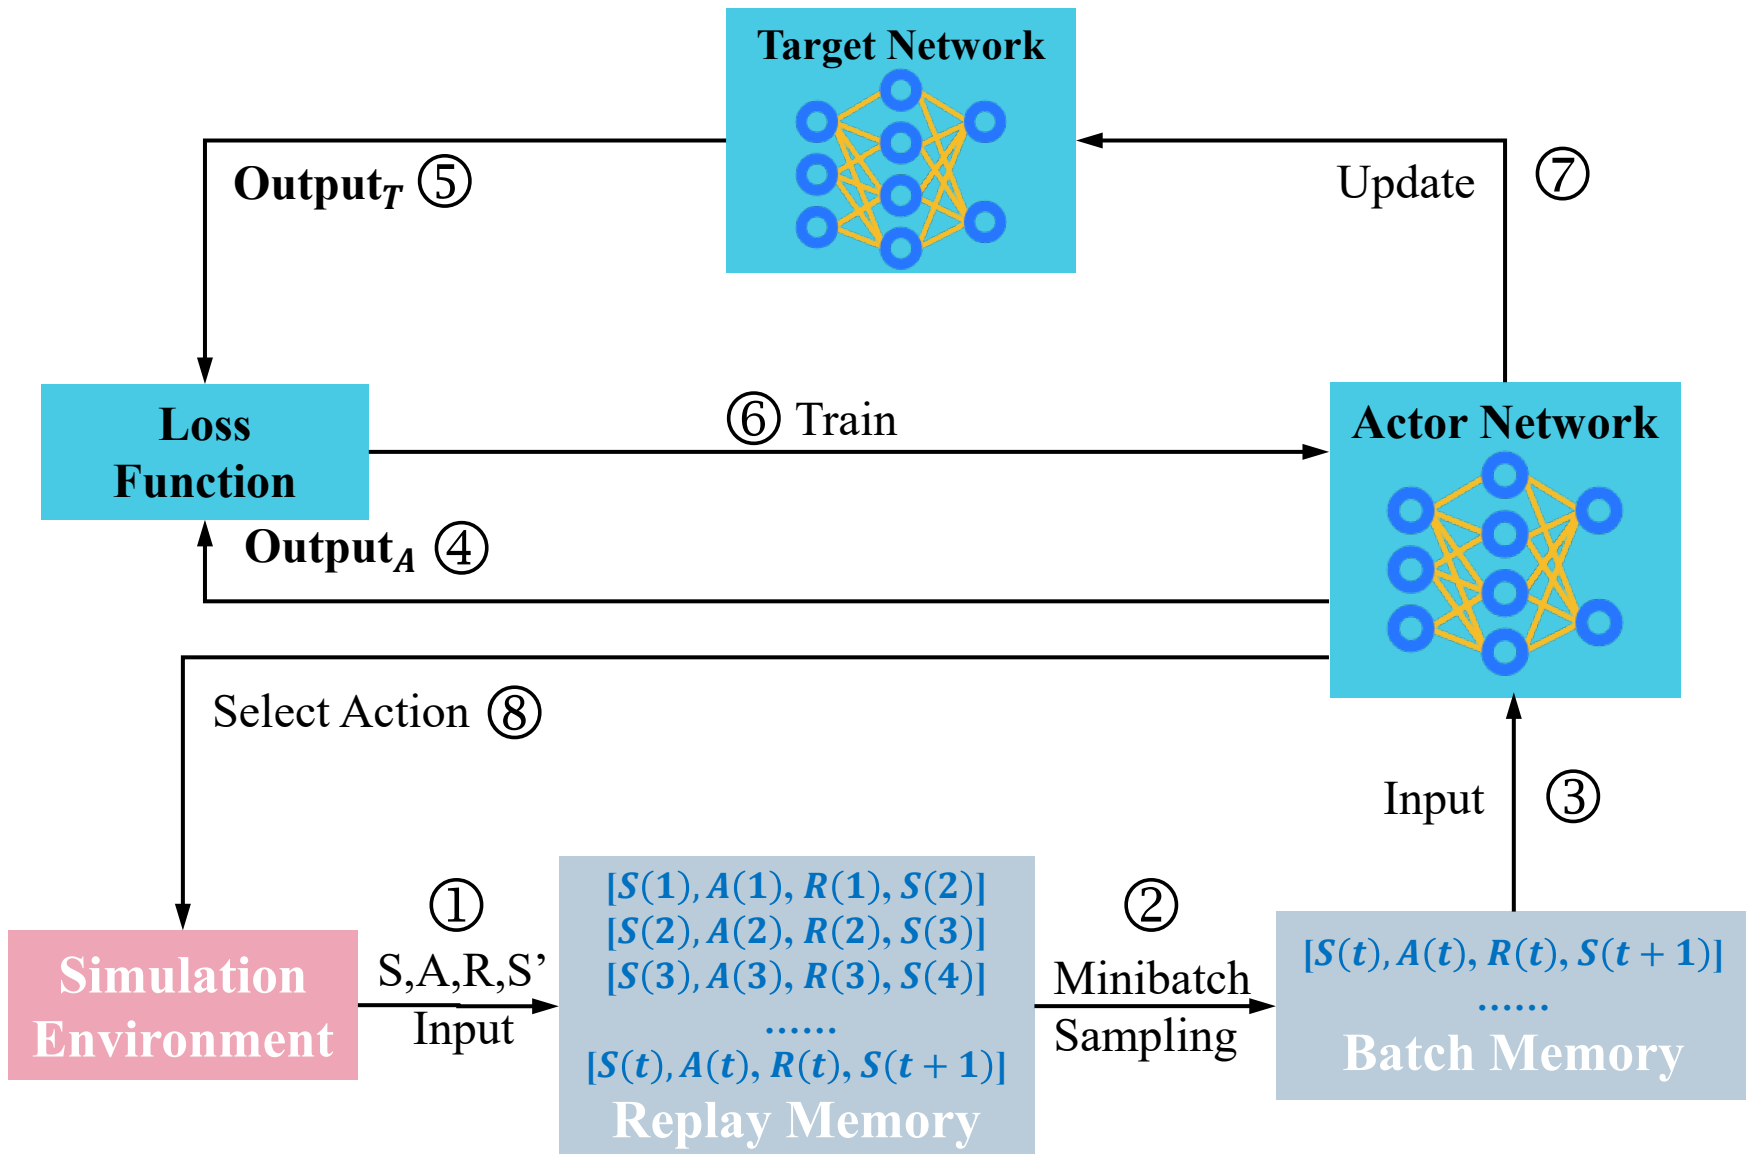 Target Network
Output_T ⑤
Update ⑦
Loss
Function
⑥ Train
Actor Network
Output_A ④
Select Action ⑧
Input ③
Simulation
Environment
①
S,A,R,S’
Input
[S(1), A(1), R(1), S(2)]
[S(2), A(2), R(2), S(3)]
[S(3), A(3), R(3), S(4)]
......
[S(t), A(t), R(t), S(t + 1)]
Replay Memory
②
Minibatch
Sampling
[S(t), A(t), R(t), S(t + 1)]
......
Batch Memory